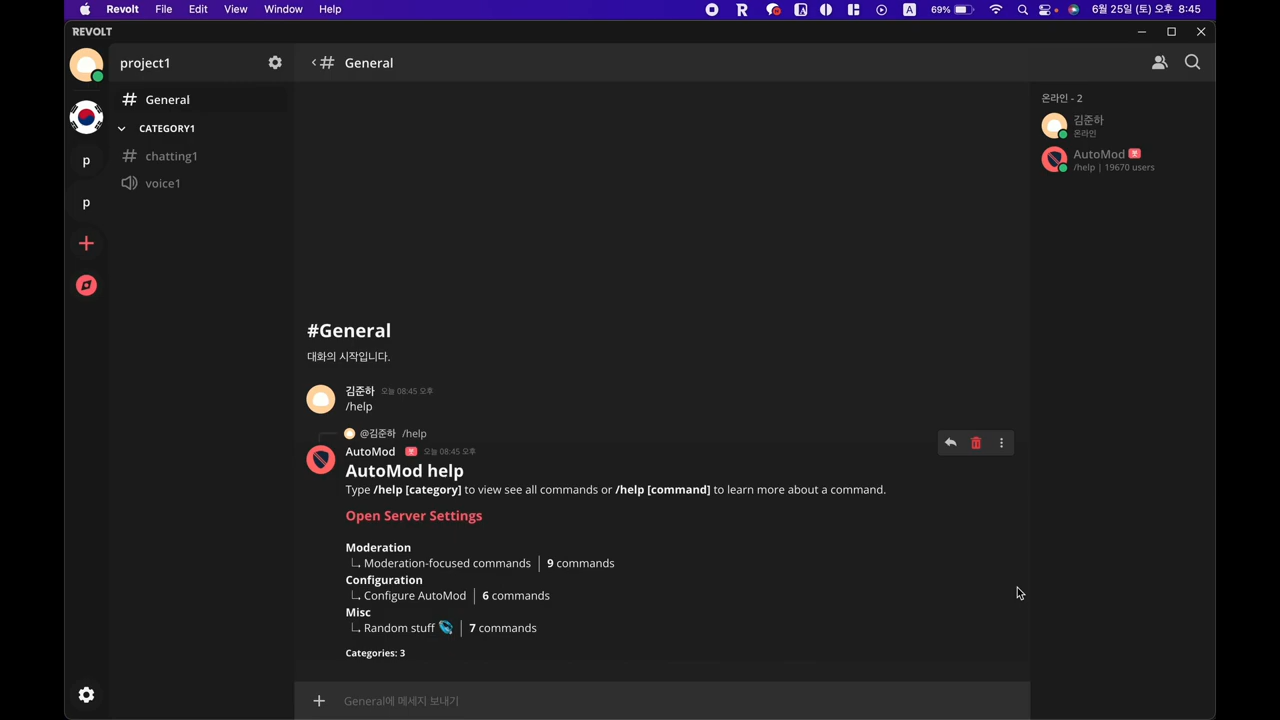 Revolt File Edit View Window Help
A 69% A 6월 25일 (토) 오후 8:45
REVOLT
project1
# General
CATEGORY1
# chatting1
voice1
p
p
<# General
#General
대화의 시작입니다.
김준하 오늘 08:45 오후
/help
@김준하 /help
AutoMod 봇 오늘 08:45 오후
AutoMod help
Type /help [category] to view see all commands or /help [command] to learn more about a command.
Open Server Settings
Moderation
Moderation-focused commands | 9 commands
Configuration
Configure AutoMod | 6 commands
Misc
Random stuff | 7 commands
Categories: 3
General에 메세지 보내기
온라인 - 2
김준하
온라인
AutoMod 봇
/help | 19670 users